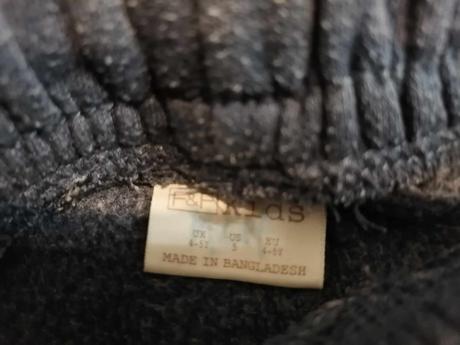 F&F kids
UK US EU
4-5Y 5 4-5Y
MADE IN BANGLADESH